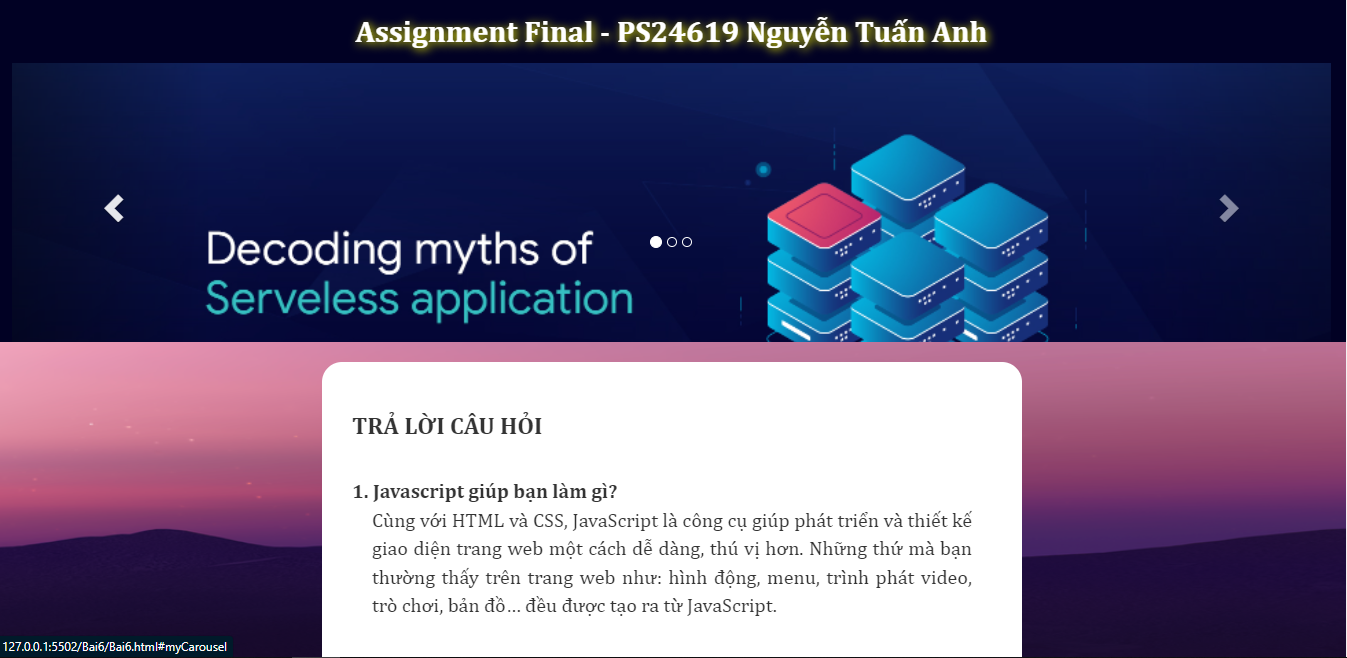 Assignment Final - PS24619 Nguyễn Tuấn Anh
Decoding myths of
Serveless application
TRẢ LỜI CÂU HỎI
1. Javascript giúp bạn làm gì?
Cùng với HTML và CSS, JavaScript là công cụ giúp phát triển và thiết kế
giao diện trang web một cách dễ dàng, thú vị hơn. Những thứ mà bạn
thường thấy trên trang web như: hình động, menu, trình phát video,
trò chơi, bản đồ… đều được tạo ra từ JavaScript.
127.0.0.1:5502/Bai6/Bai6.html#myCarousel